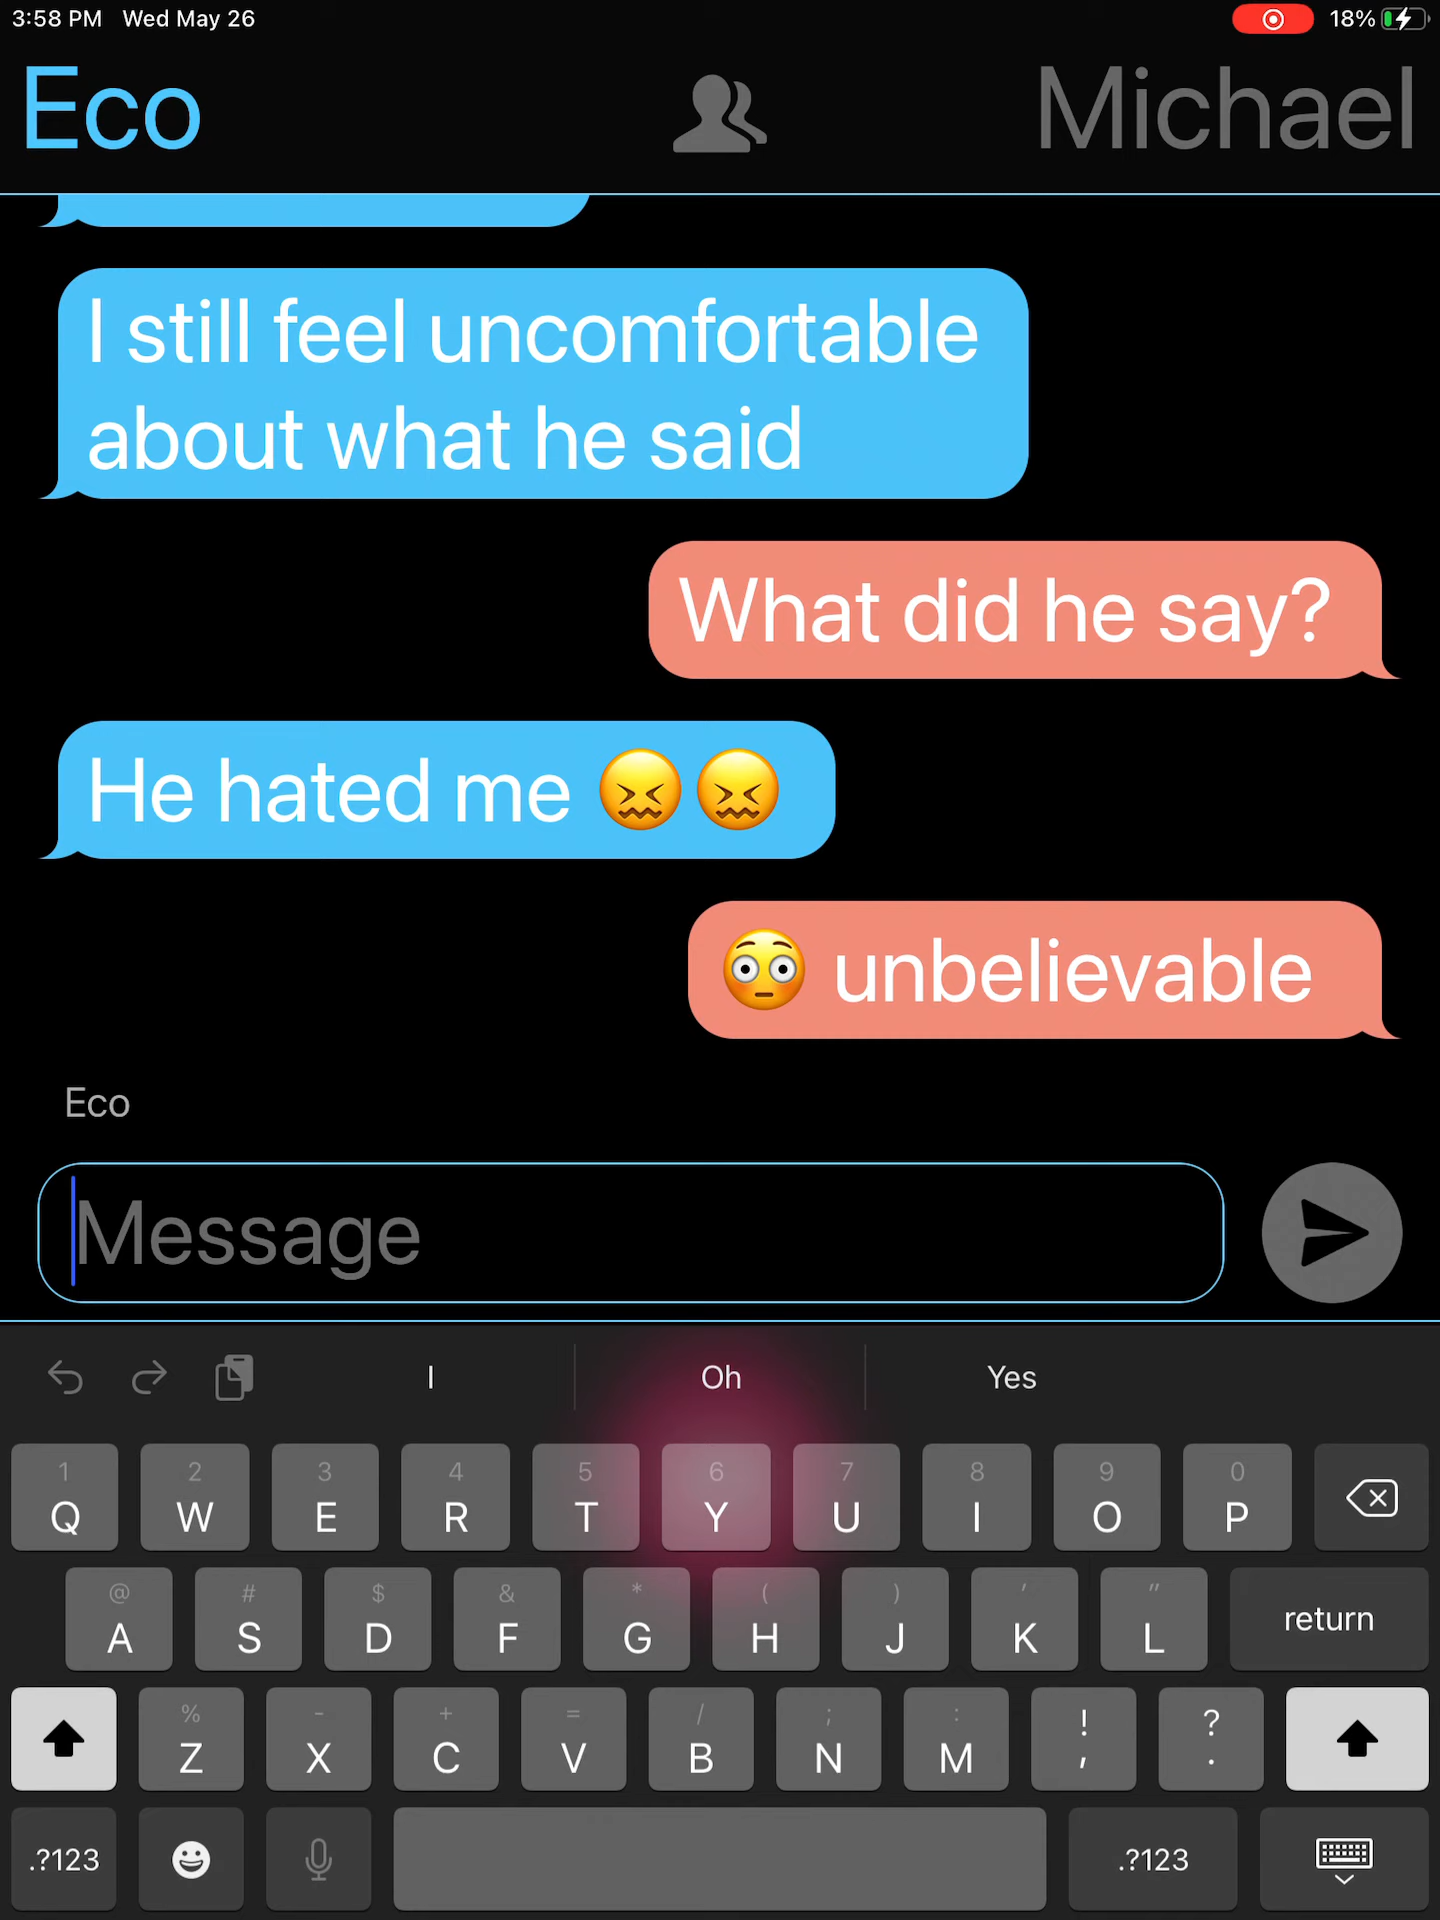 3:58 PM Wed May 26 18%
Eco Michael
I still feel uncomfortable
about what he said
What did he say?
He hated me 😖😖
😳 unbelievable
Eco
Message
I Oh Yes
1 2 3 4 5 6 7 8 9 0
Q W E R T Y U I O P
@ # $ & * ( ) ' "
A S D F G H J K L return
% - + = / ; : ! ?
Z X C V B N M , .
.?123 .?123